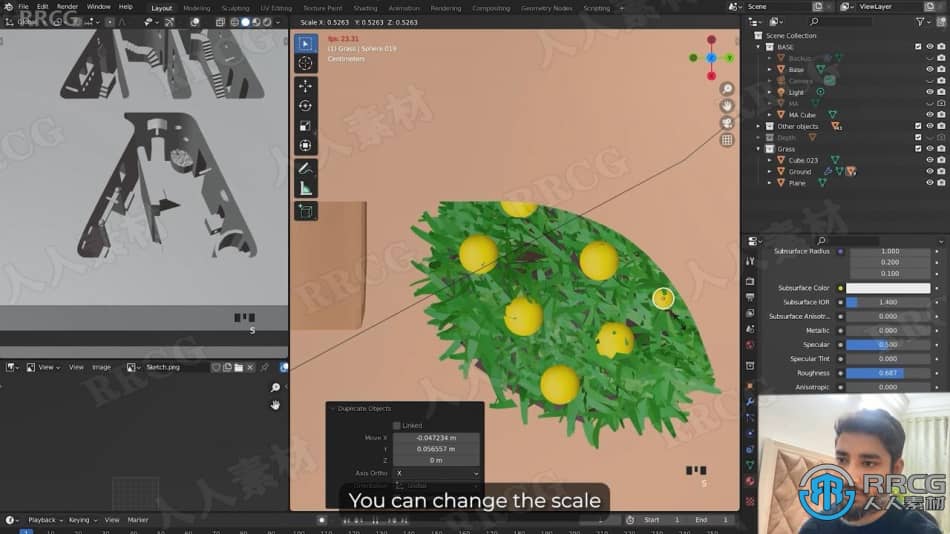 File Edit Render Window Help Layout Modeling Sculpting UV Editing Texture Paint Shading Animation Rendering Compositing Geometry Nodes Scripting + Scene ViewLayer
Scale X: 0.5263 Y: 0.5263 Z: 0.5263
fps: 23.31
(1) Grass | Sphere.019
Centimeters
Scene Collection
BASE
Backup
Base
Camera
Light
MA
MA Cube
Other objects
Depth
Grass
Cube.023
Ground
Plane
Subsurface Radius 1.000
0.200
0.100
Subsurface Color
Subsurface IOR 1.400
Subsurface Anisotr... 0.000
Metallic 0.000
Specular 0.500
Specular Tint 0.000
Roughness 0.687
Anisotropic 0.000
S
View View Image Sketch.png
Duplicate Objects
Linked
Move X -0.047234 m
Y 0.056557 m
Z 0 m
Axis Ortho X
Orientation Global
S
You can change the scale
Playback Keying View Marker 1 Start 1 End 1
RRCG
人人素材